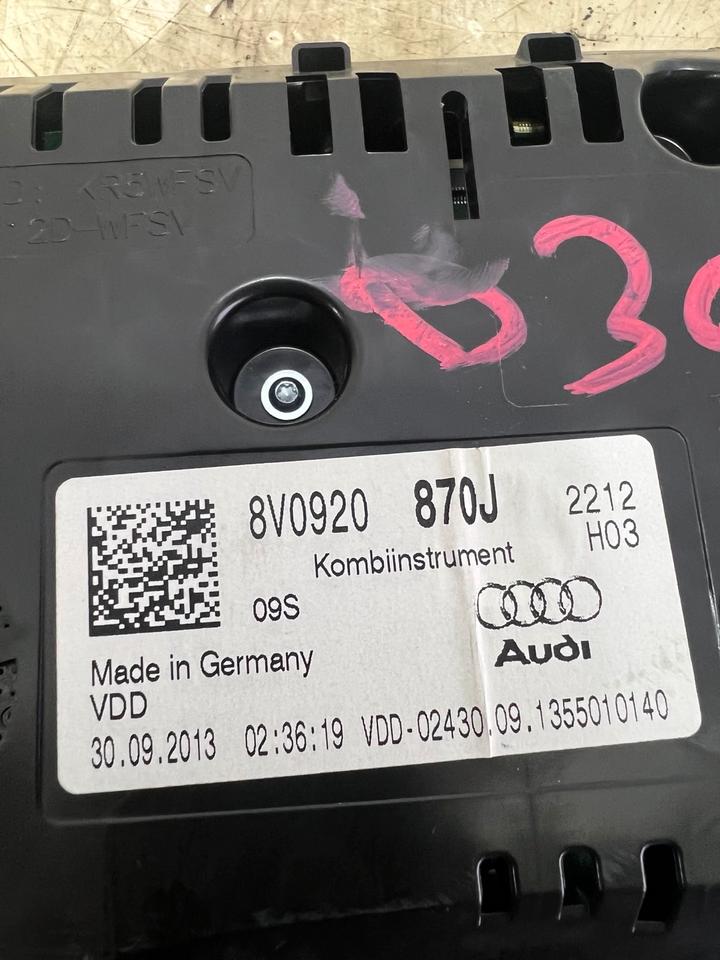 : KR5WFSV
: 2D-WFSV
030
8V0920 870J 2212
H03
Kombiinstrument
09S
Audi
Made in Germany
VDD
30.09.2013 02:36:19 VDD-02430.09.1355010140